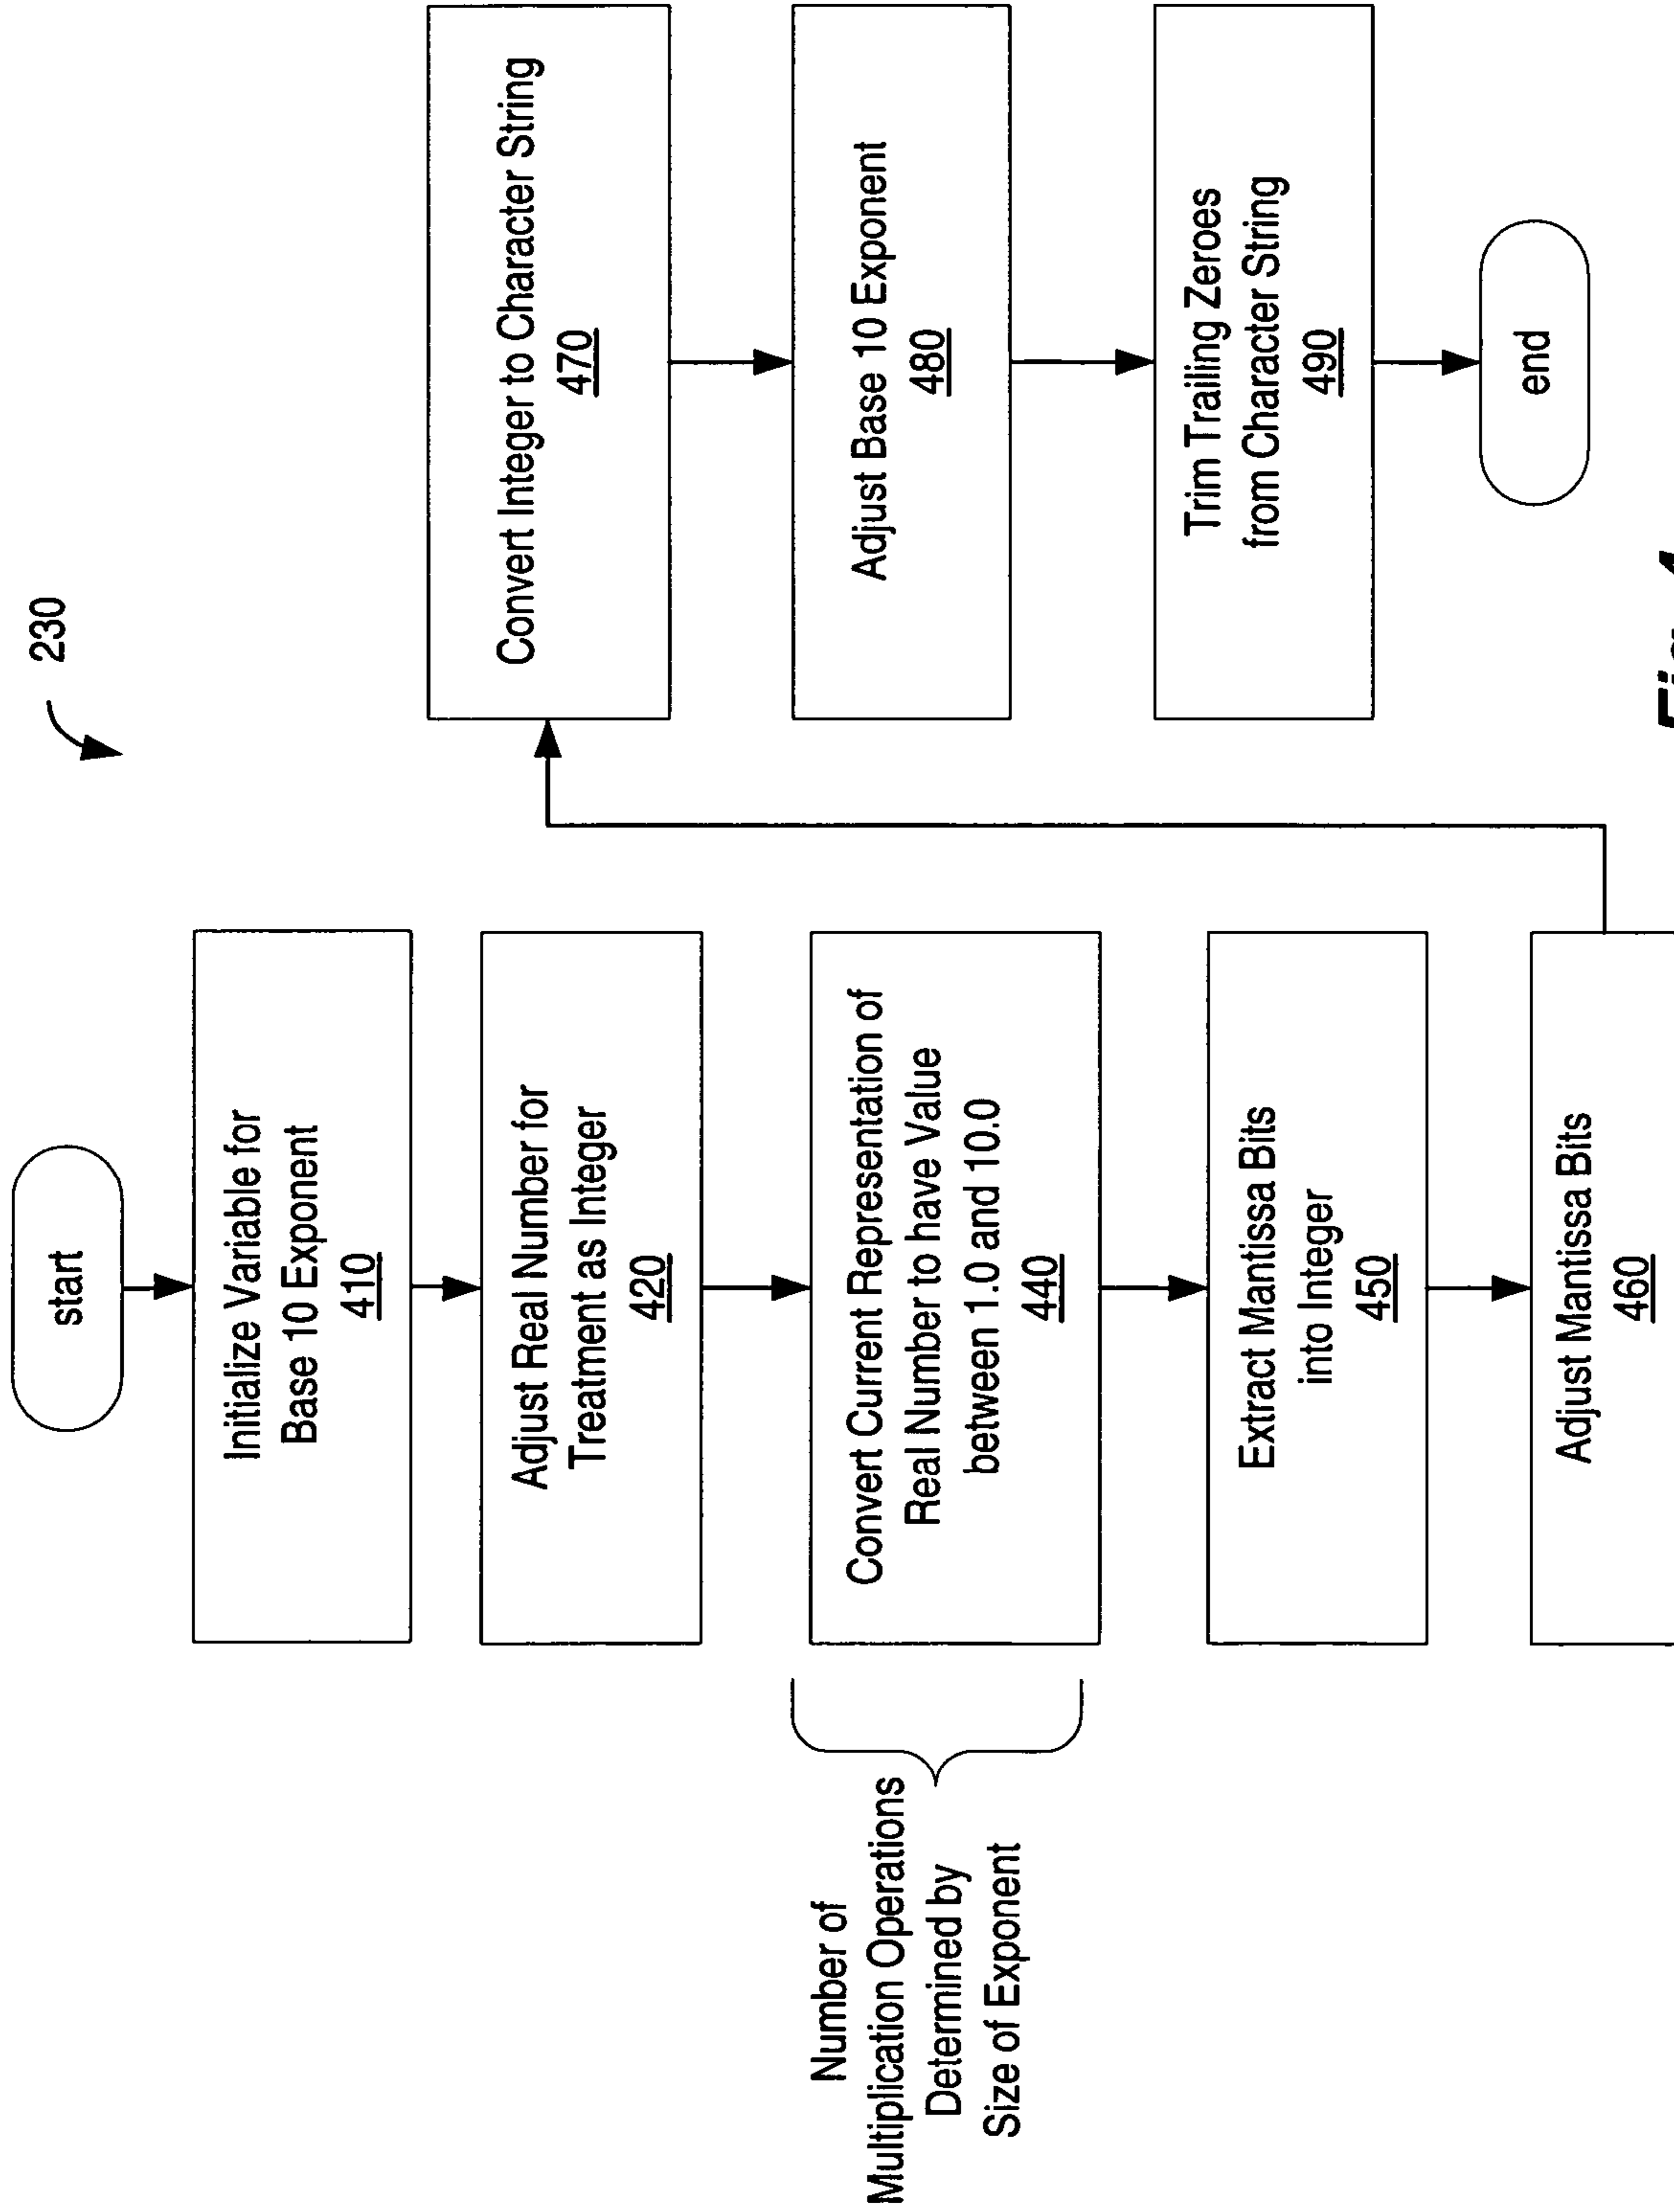 230
start
Initialize Variable for
Base 10 Exponent
410
Adjust Real Number for
Treatment as Integer
420
Number of
Multiplication Operations
Determined by
Size of Exponent
Convert Current Representation of
Real Number to have Value
between 1.0 and 10.0
440
Extract Mantissa Bits
into Integer
450
Adjust Mantissa Bits
460
Convert Integer to Character String
470
Adjust Base 10 Exponent
480
Trim Trailing Zeroes
from Character String
490
end